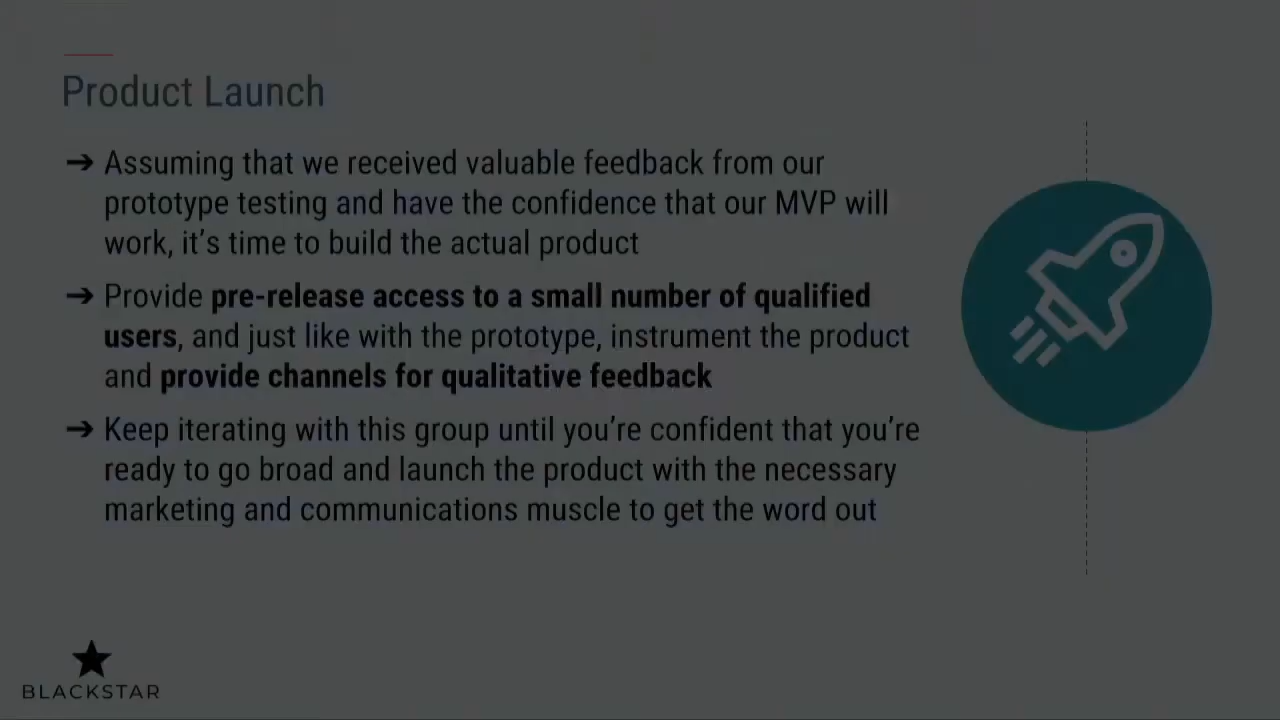 Product Launch
➔ Assuming that we received valuable feedback from our
prototype testing and have the confidence that our MVP will
work, it’s time to build the actual product
➔ Provide pre-release access to a small number of qualified
users, and just like with the prototype, instrument the product
and provide channels for qualitative feedback
➔ Keep iterating with this group until you’re confident that you’re
ready to go broad and launch the product with the necessary
marketing and communications muscle to get the word out
BLACKSTAR